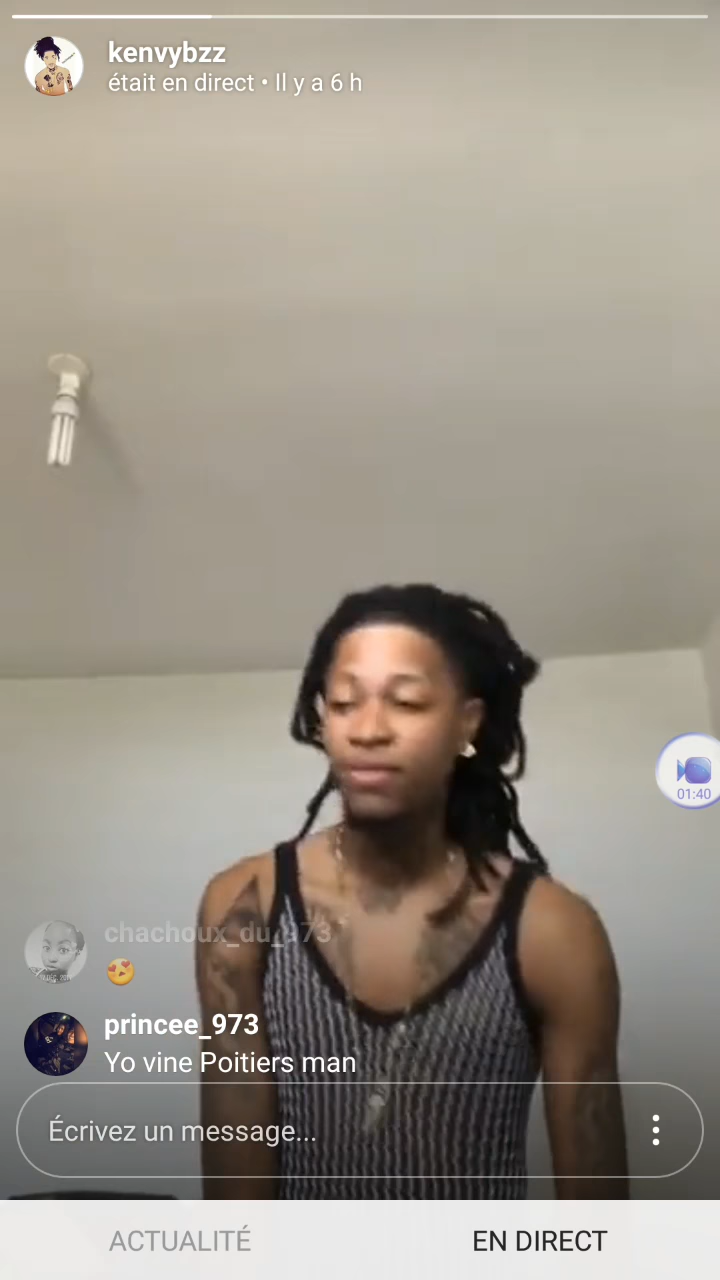 kenvybzz
était en direct • Il y a 6 h
01:40
chachoux_du_973
😍
princee_973
Yo vine Poitiers man
Écrivez un message...
ACTUALITÉ
EN DIRECT